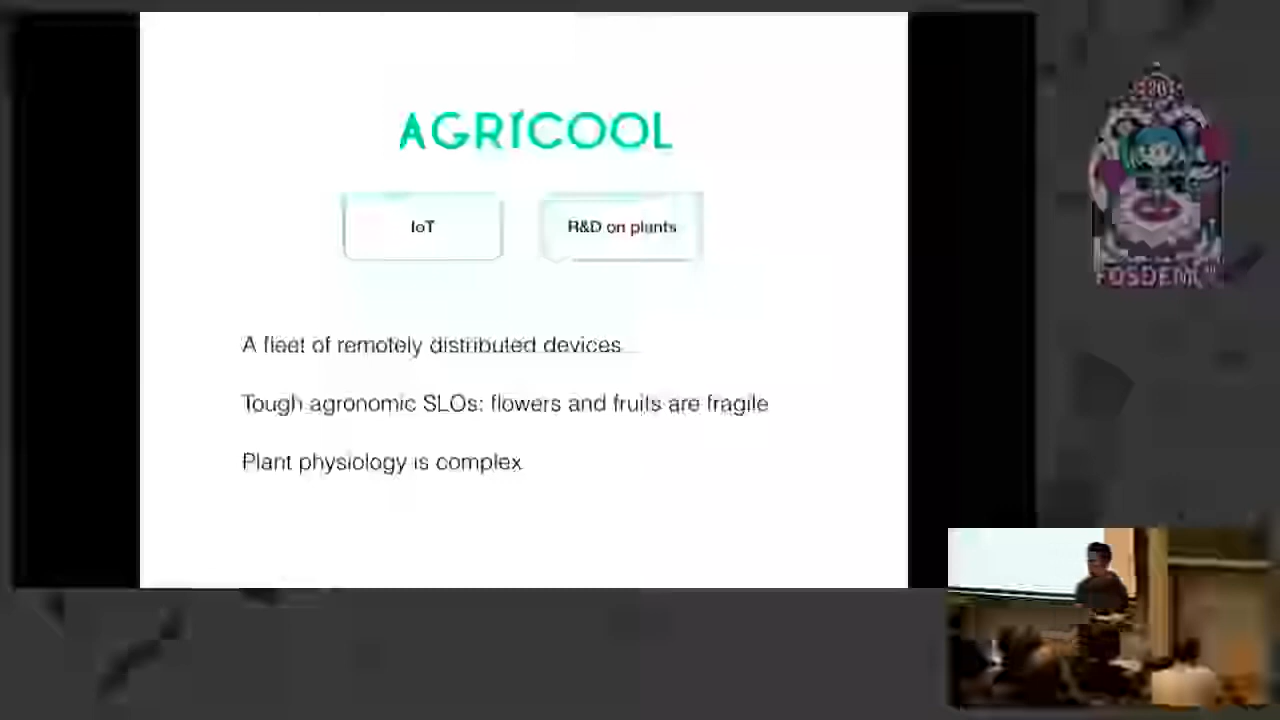 AGRICOOL
IoT
R&D on plants
A fleet of remotely distributed devices
Tough agronomic SLOs: flowers and fruits are fragile
Plant physiology is complex
FOSDEM